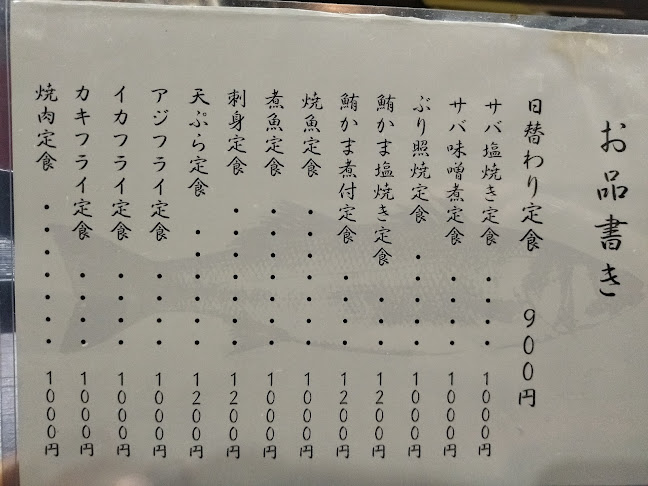 お品書き
日替わり定食 900円
サバ塩焼き定食・・・1000円
サバ味噌煮定食・・・1000円
ぶり照焼定食・・・・1000円
鮪かま塩焼き定食・・・1200円
鮪かま煮付定食・・・・1200円
焼魚定食・・・・・・1000円
煮魚定食・・・・・・1000円
刺身定食・・・・・・1200円
天ぷら定食・・・・・1200円
アジフライ定食・・・・1000円
イカフライ定食・・・・1000円
カキフライ定食・・・・1000円
焼肉定食・・・・・・・1000円